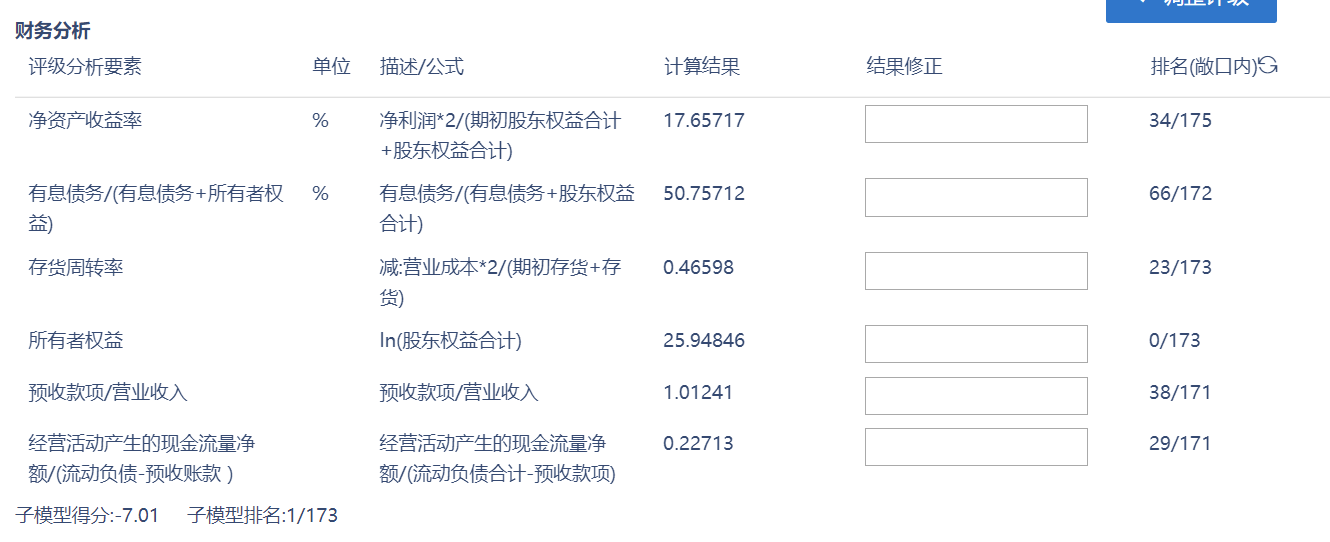 调整评级
财务分析
评级分析要素 单位 描述/公式 计算结果 结果修正 排名(敞口内)
净资产收益率 % 净利润*2/(期初股东权益合计 17.65717 34/175
+股东权益合计)
有息债务/(有息债务+所有者权 % 有息债务/(有息债务+股东权益 50.75712 66/172
益) 合计)
存货周转率 减:营业成本*2/(期初存货+存 0.46598 23/173
货)
所有者权益 ln(股东权益合计) 25.94846 0/173
预收款项/营业收入 预收款项/营业收入 1.01241 38/171
经营活动产生的现金流量净 经营活动产生的现金流量净 0.22713 29/171
额/(流动负债-预收账款 ) 额/(流动负债合计-预收款项)
子模型得分:-7.01 子模型排名:1/173